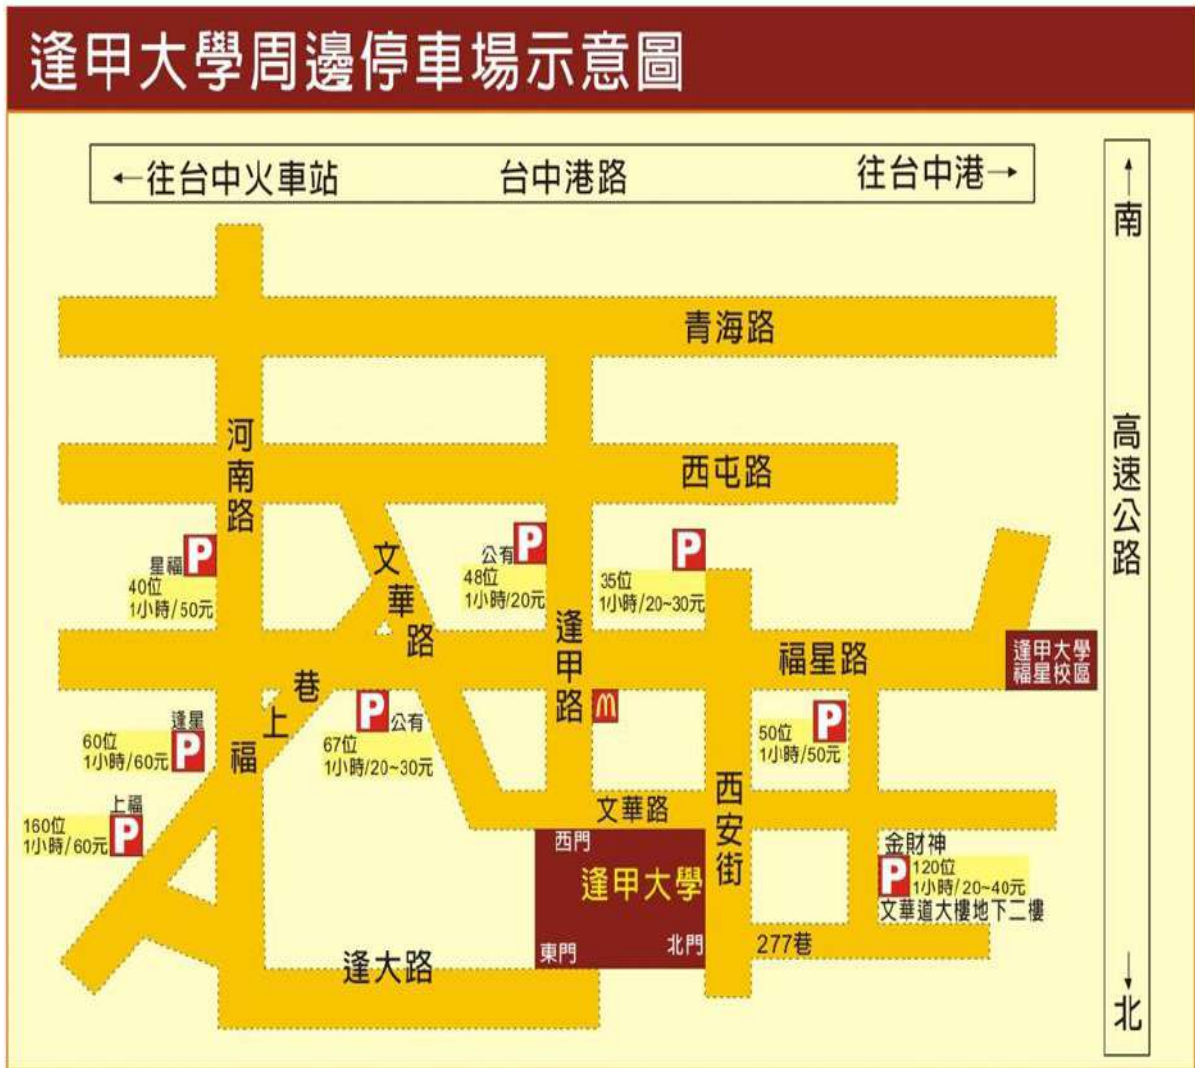 逢甲大學周邊停車場示意圖
←往台中火車站
台中港路
往台中港→
南
高速公路
北
青海路
河南路
西屯路
文華路
星福
P
40位
1小時/50元
公有
P
48位
1小時/20元
P
35位
1小時/20~30元
逢甲路
福星路
逢甲大學
福星校區
福上巷
P
公有
67位
1小時/20~30元
逢星
P
60位
1小時/60元
P
50位
1小時/50元
上福
P
160位
1小時/60元
文華路
西安街
西門
逢甲大學
東門
北門
金財神
P
120位
1小時/20~40元
文華道大樓地下二樓
277巷
逢大路